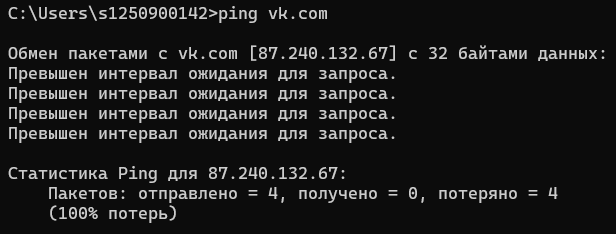 C:\Users\s1250900142>ping vk.com
Обмен пакетами с vk.com [87.240.132.67] с 32 байтами данных:
Превышен интервал ожидания для запроса.
Превышен интервал ожидания для запроса.
Превышен интервал ожидания для запроса.
Превышен интервал ожидания для запроса.
Статистика Ping для 87.240.132.67:
Пакетов: отправлено = 4, получено = 0, потеряно = 4
(100% потерь)